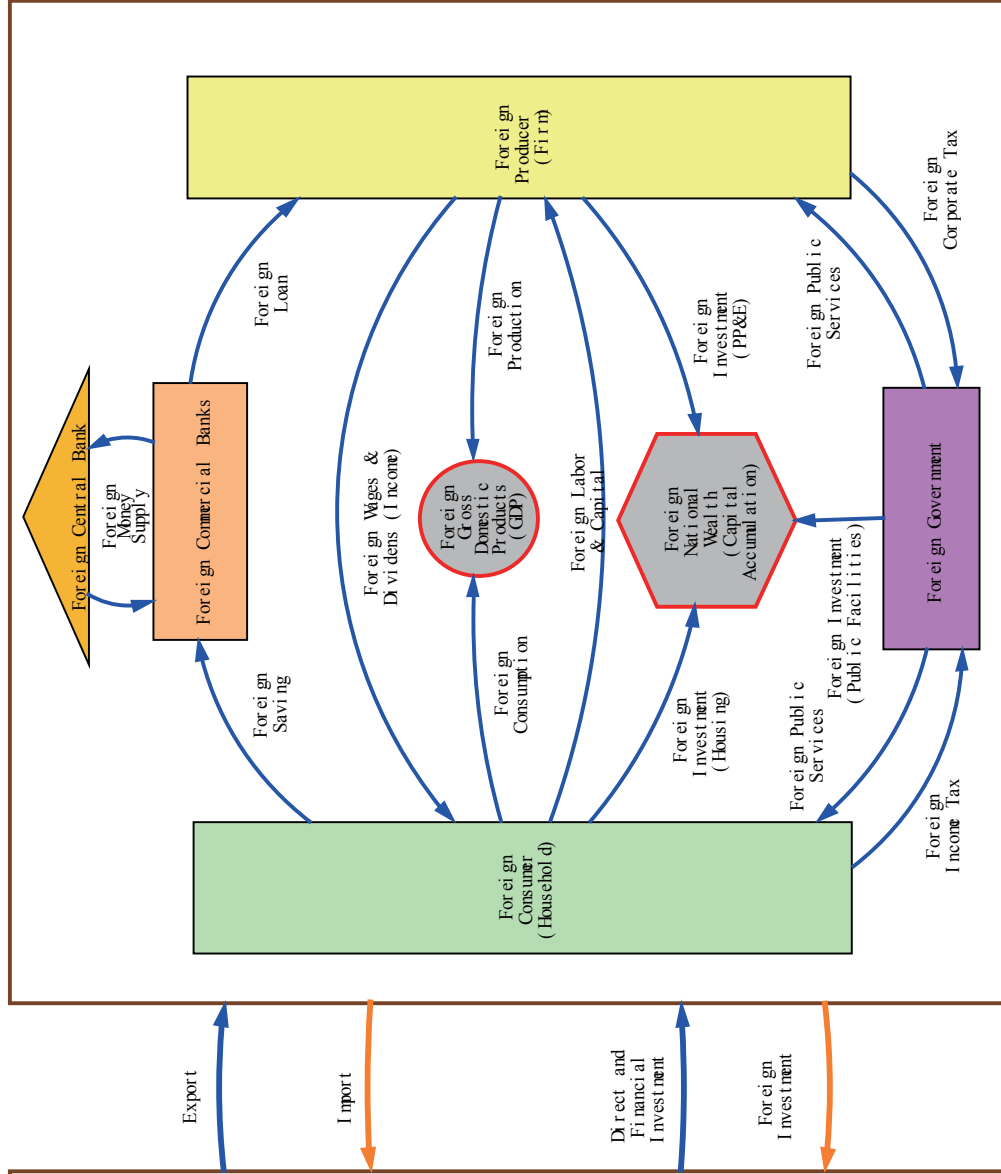 Foreign Central Bank
Foreign
Money
Supply
Foreign Commercial Banks
Foreign
Saving
Foreign
Loan
Foreign
Producer
(Firm)
Foreign Wages &
Dividens (Income)
Foreign
Production
Foreign
Gross
Domestic
Products
(GDP)
Foreign
Consumption
Foreign Labor
& Capital
Foreign
Consumer
(Household)
Foreign
Investment
(PP&E)
Foreign
National
Wealth
(Capital
Accumulation)
Foreign
Investment
(Housing)
Foreign Public
Services
Foreign
Corporate Tax
Foreign Investment
(Public Facilities)
Foreign Government
Foreign Public
Services
Foreign
Income Tax
Export
Import
Direct and
Financial
Investment
Foreign
Investment